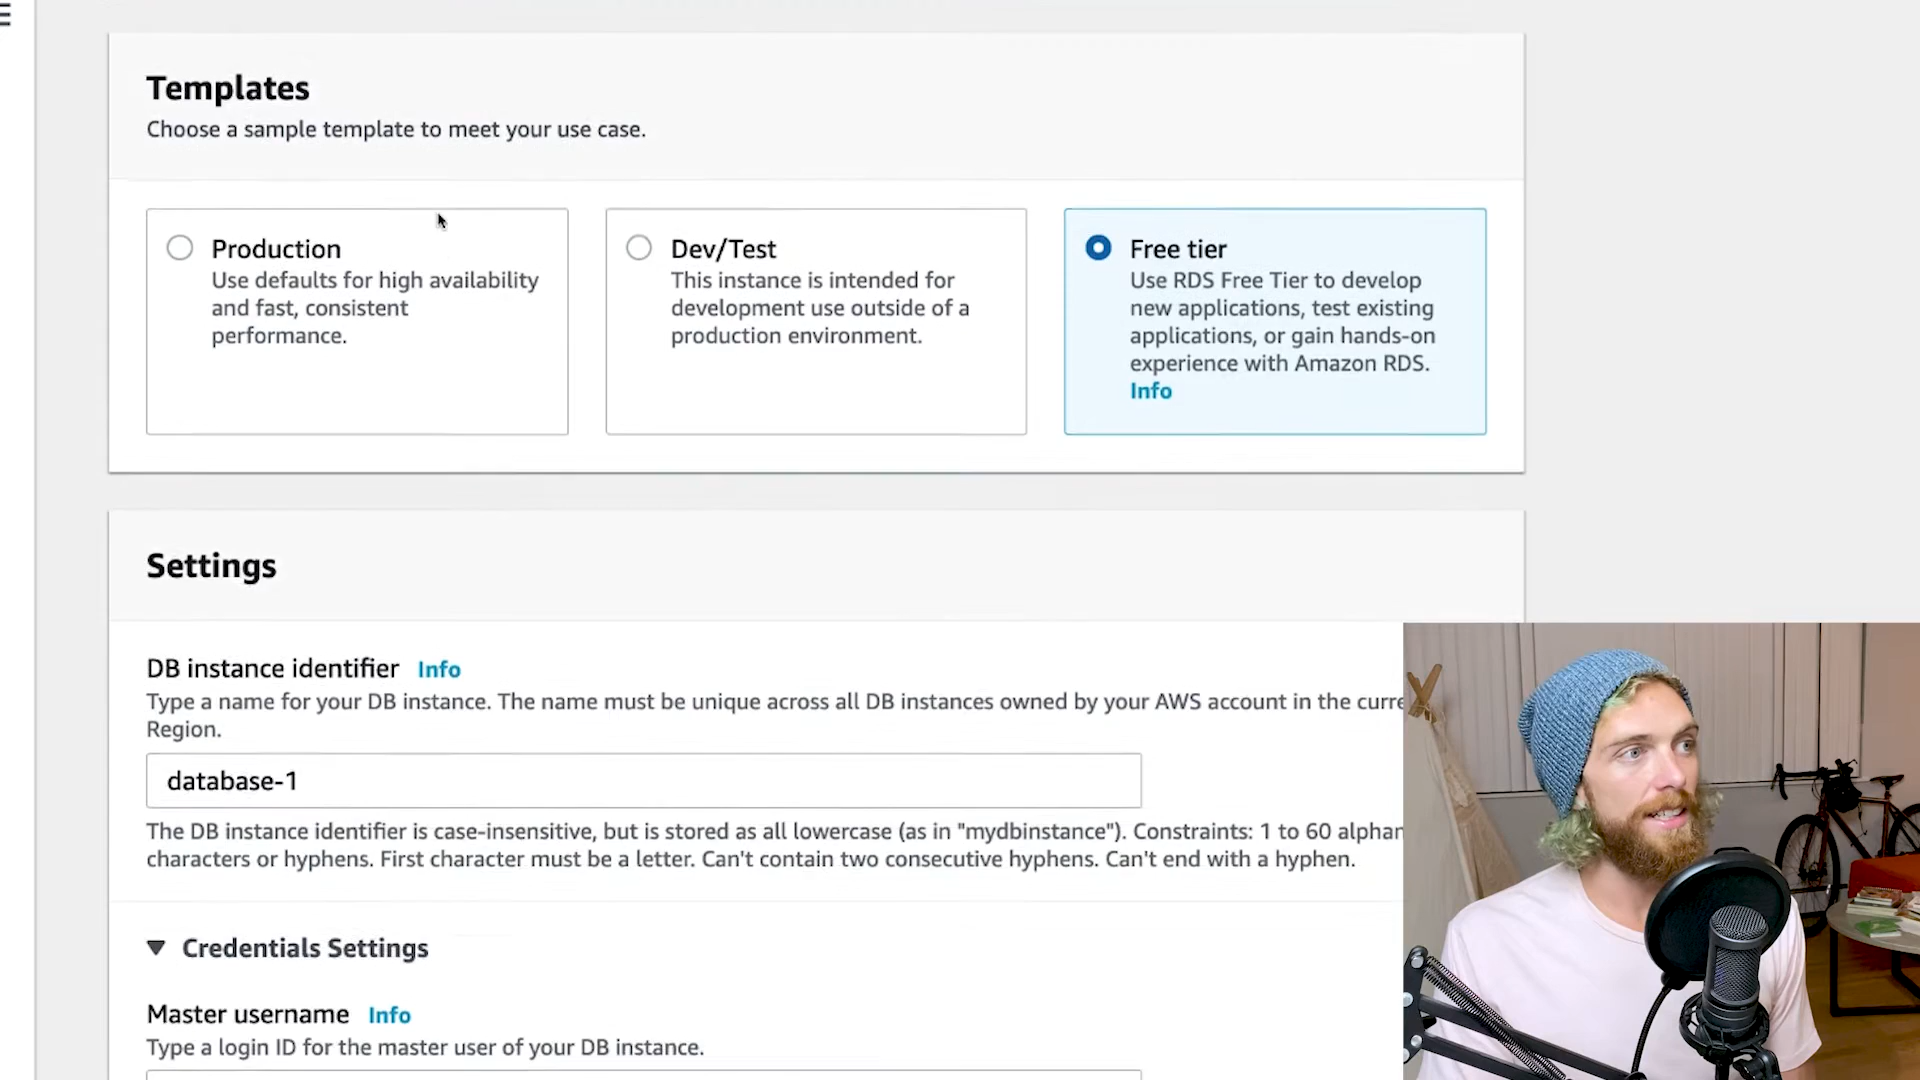 Templates
Choose a sample template to meet your use case.
Production
Use defaults for high availability
and fast, consistent
performance.
Dev/Test
This instance is intended for
development use outside of a
production environment.
Free tier
Use RDS Free Tier to develop
new applications, test existing
applications, or gain hands-on
experience with Amazon RDS.
Info
Settings
DB instance identifier Info
Type a name for your DB instance. The name must be unique across all DB instances owned by your AWS account in the curre
Region.
database-1
The DB instance identifier is case-insensitive, but is stored as all lowercase (as in "mydbinstance"). Constraints: 1 to 60 alphan
characters or hyphens. First character must be a letter. Can't contain two consecutive hyphens. Can't end with a hyphen.
Credentials Settings
Master username Info
Type a login ID for the master user of your DB instance.